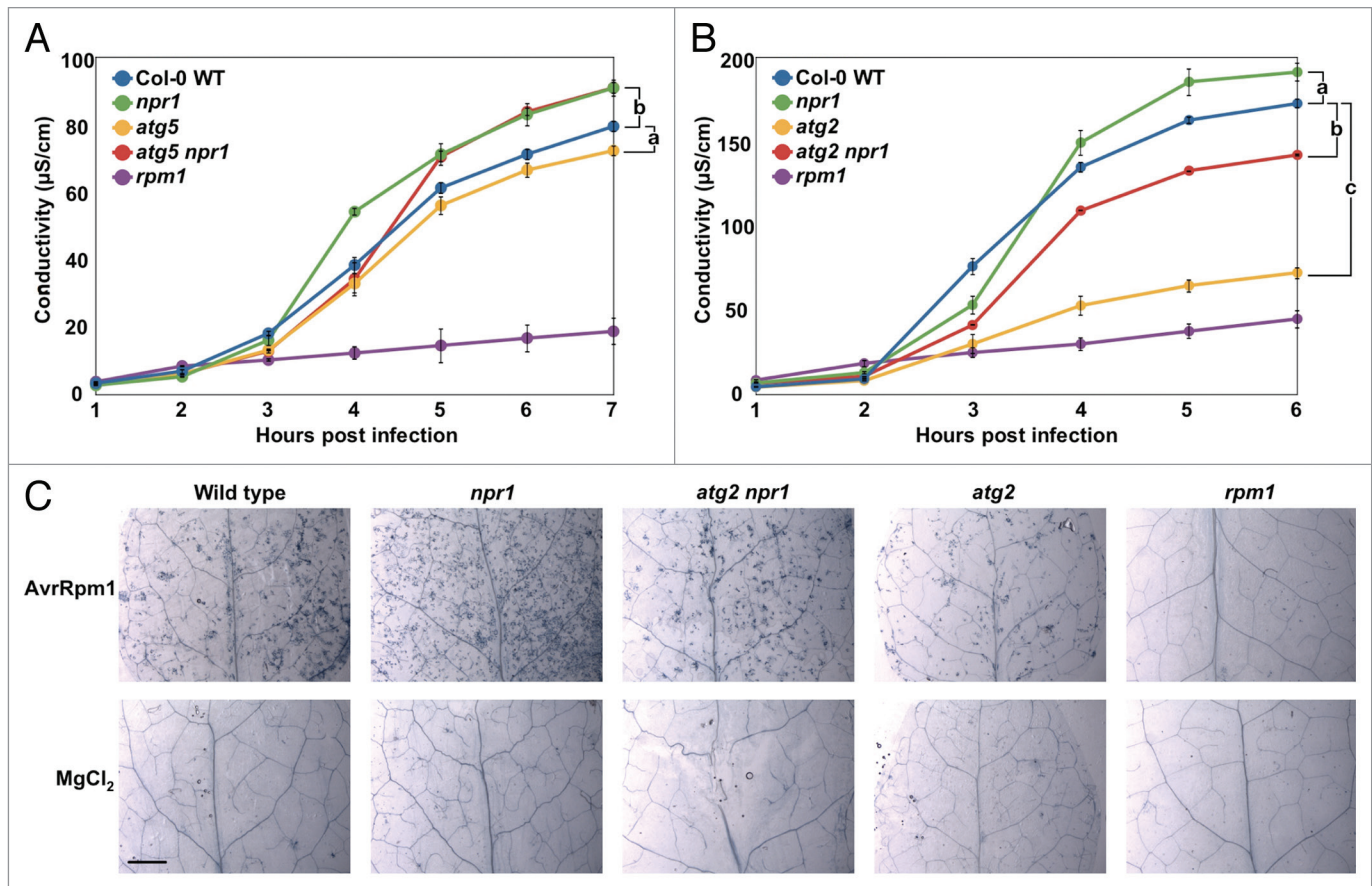 A
100
80
60
40
20
0
Conductivity (µS/cm)
Col-0 WT
npr1
atg5
atg5 npr1
rpm1
b
a
1 2 3 4 5 6 7
Hours post infection
B
200
150
100
50
0
Conductivity (µS/cm)
Col-0 WT
npr1
atg2
atg2 npr1
rpm1
a
b
c
1 2 3 4 5 6
Hours post infection
C
Wild type npr1 atg2 npr1 atg2 rpm1
AvrRpm1
MgCl₂